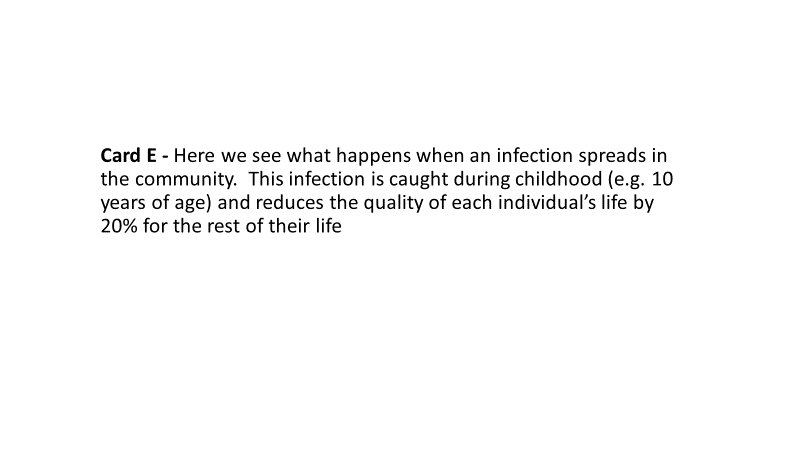 Card E - Here we see what happens when an infection spreads in
the community.  This infection is caught during childhood (e.g. 10
years of age) and reduces the quality of each individual’s life by
20% for the rest of their life